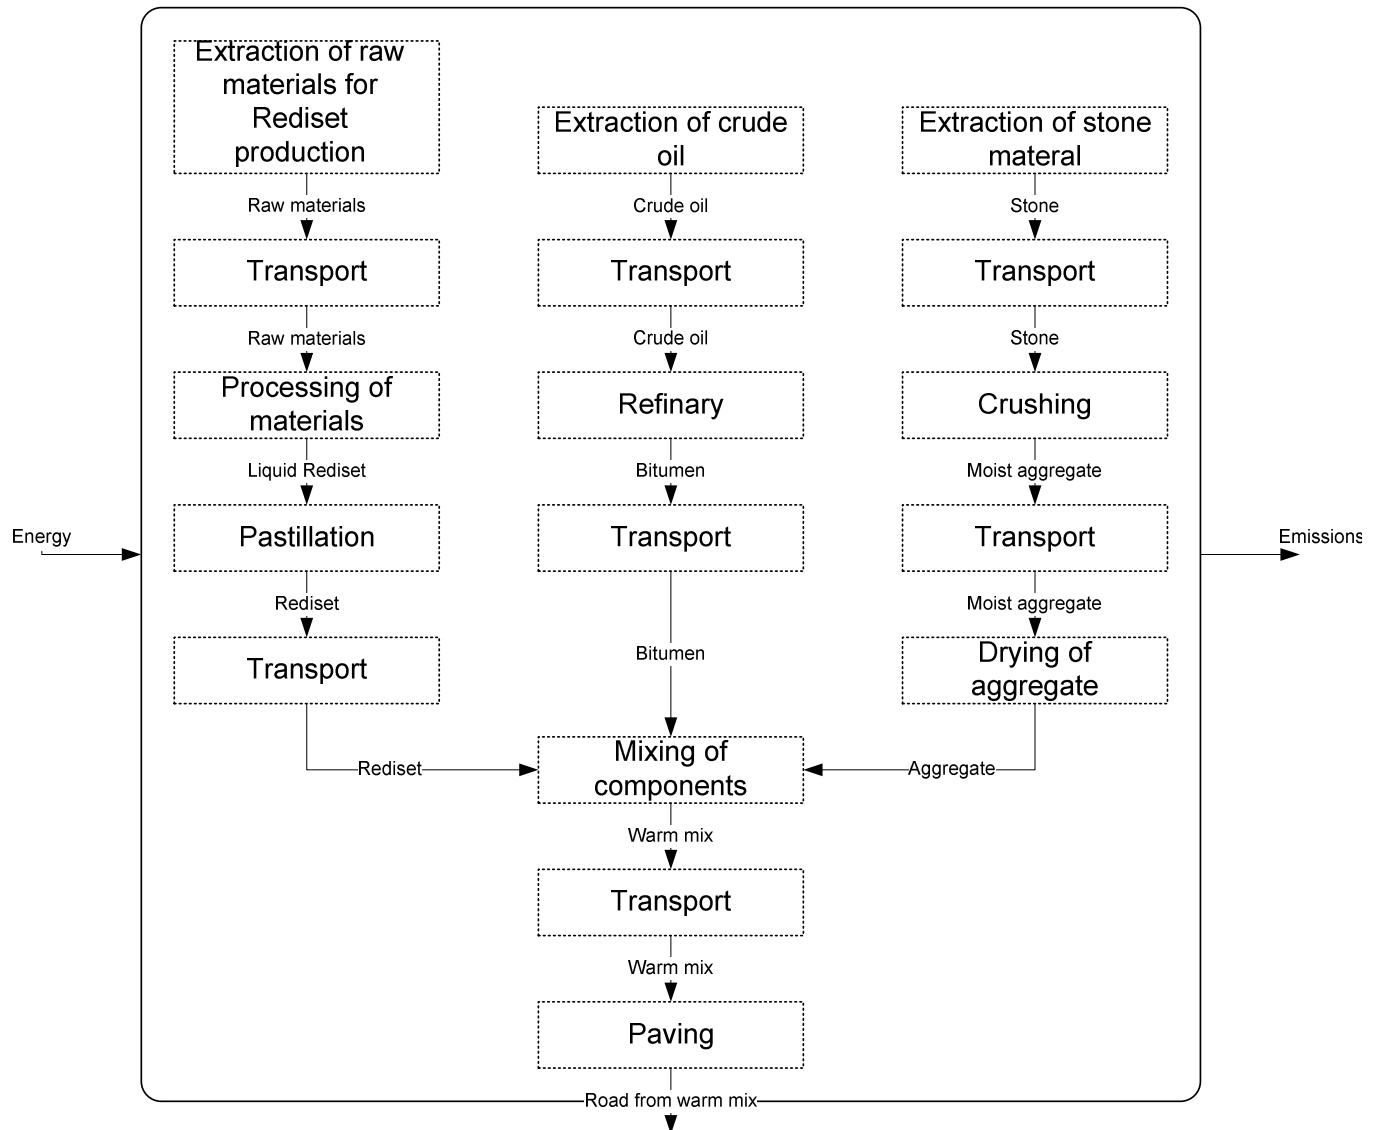 Extraction of raw
materials for
Rediset
production
Extraction of crude
oil
Extraction of stone
materal
Raw materials
Crude oil
Stone
Transport
Transport
Transport
Raw materials
Crude oil
Stone
Processing of
materials
Refinary
Crushing
Liquid Rediset
Bitumen
Moist aggregate
Energy
Pastillation
Transport
Transport
Emissions
Rediset
Moist aggregate
Transport
Bitumen
Drying of
aggregate
Rediset
Mixing of
components
Aggregate
Warm mix
Transport
Warm mix
Paving
Road from warm mix